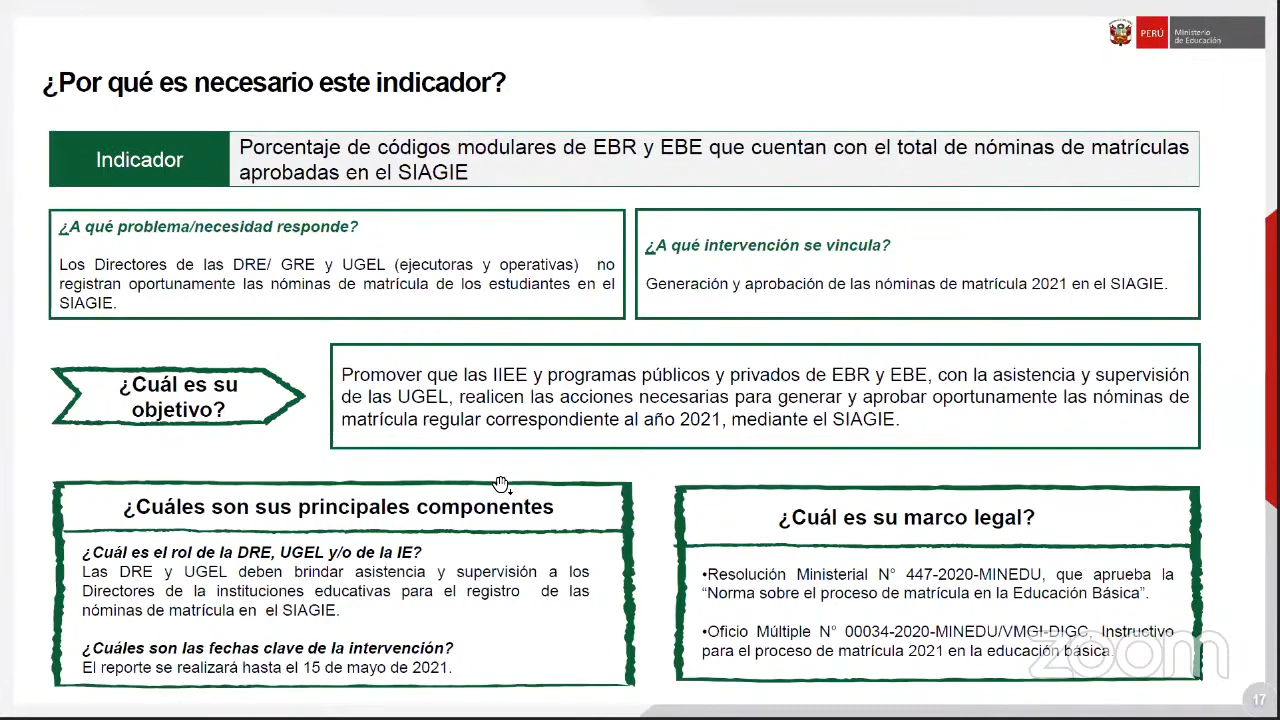 PERÚ
Ministerio
de Educación
¿Por qué es necesario este indicador?
Indicador
Porcentaje de códigos modulares de EBR y EBE que cuentan con el total de nóminas de matrículas
aprobadas en el SIAGIE
¿A qué problema/necesidad responde?
Los Directores de las DRE/ GRE y UGEL (ejecutoras y operativas) no
registran oportunamente las nóminas de matrícula de los estudiantes en el
SIAGIE.
¿A qué intervención se vincula?
Generación y aprobación de las nóminas de matrícula 2021 en el SIAGIE.
¿Cuál es su
objetivo?
Promover que las IIEE y programas públicos y privados de EBR y EBE, con la asistencia y supervisión
de las UGEL, realicen las acciones necesarias para generar y aprobar oportunamente las nóminas de
matrícula regular correspondiente al año 2021, mediante el SIAGIE.
¿Cuáles son sus principales componentes
¿Cuál es el rol de la DRE, UGEL y/o de la IE?
Las DRE y UGEL deben brindar asistencia y supervisión a los
Directores de la instituciones educativas para el registro de las
nóminas de matrícula en el SIAGIE.
¿Cuáles son las fechas clave de la intervención?
El reporte se realizará hasta el 15 de mayo de 2021.
¿Cuál es su marco legal?
•Resolución Ministerial N° 447-2020-MINEDU, que aprueba la
“Norma sobre el proceso de matrícula en la Educación Básica”.
•Oficio Múltiple N° 00034-2020-MINEDU/VMGI-DIGC, Instructivo
para el proceso de matrícula 2021 en la educación básica.
zoom
17